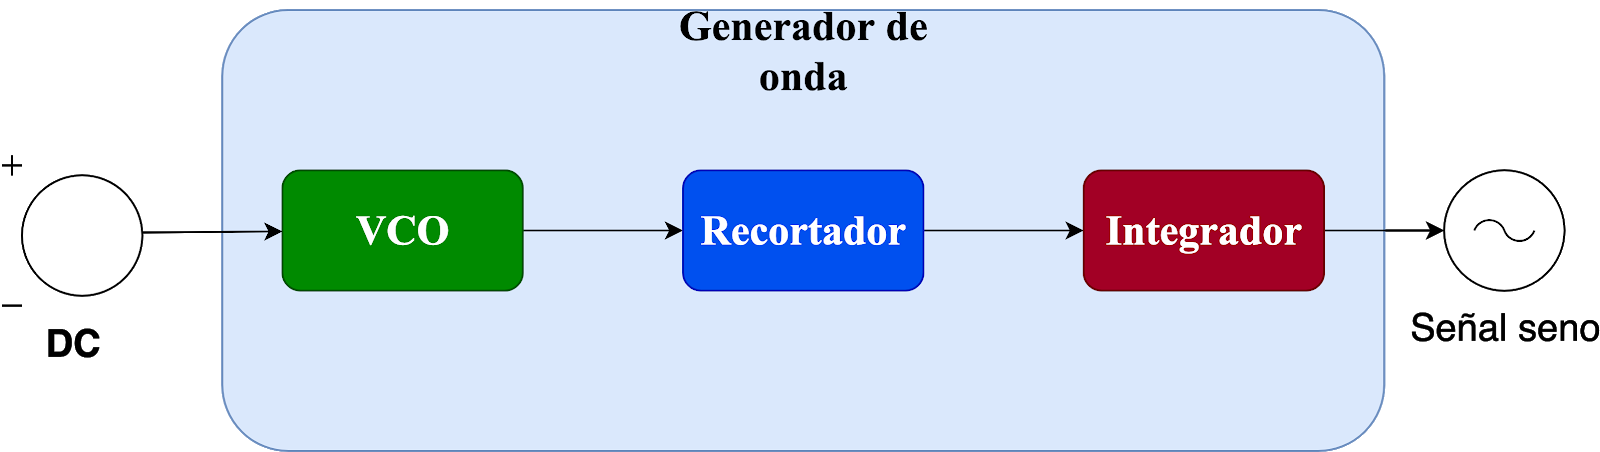 Generador de
onda
+
VCO
Recortador
Integrador
−
DC
Señal seno